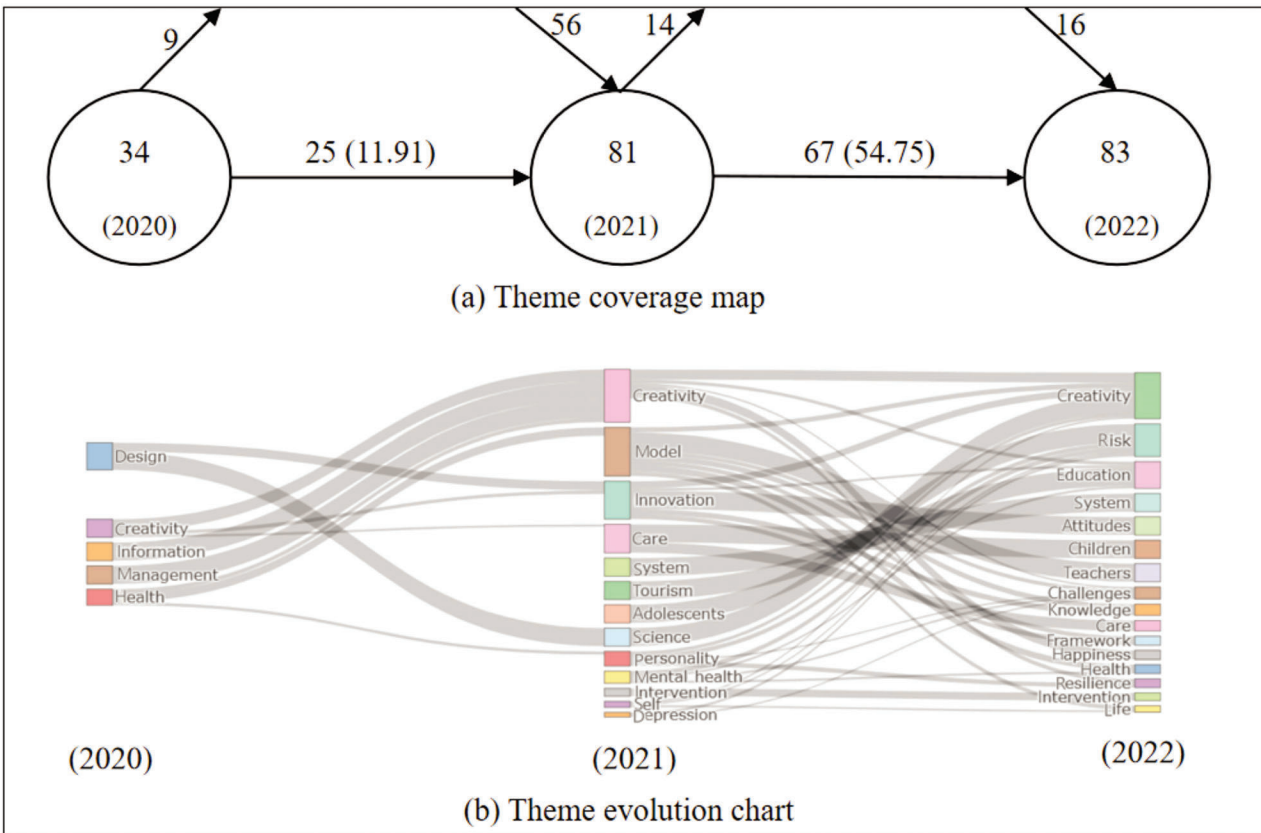 9
56
14
16
34
25 (11.91)
81
67 (54.75)
83
(2020)
(2021)
(2022)
(a) Theme coverage map
Design
Creativity
Information
Management
Health
Creativity
Model
Innovation
Care
System
Tourism
Adolescents
Science
Personality
Mental health
Intervention
Self
Depression
Creativity
Risk
Education
System
Attitudes
Children
Teachers
Challenges
Knowledge
Care
Framework
Happiness
Health
Resilience
Intervention
Life
(2020)
(2021)
(2022)
(b) Theme evolution chart